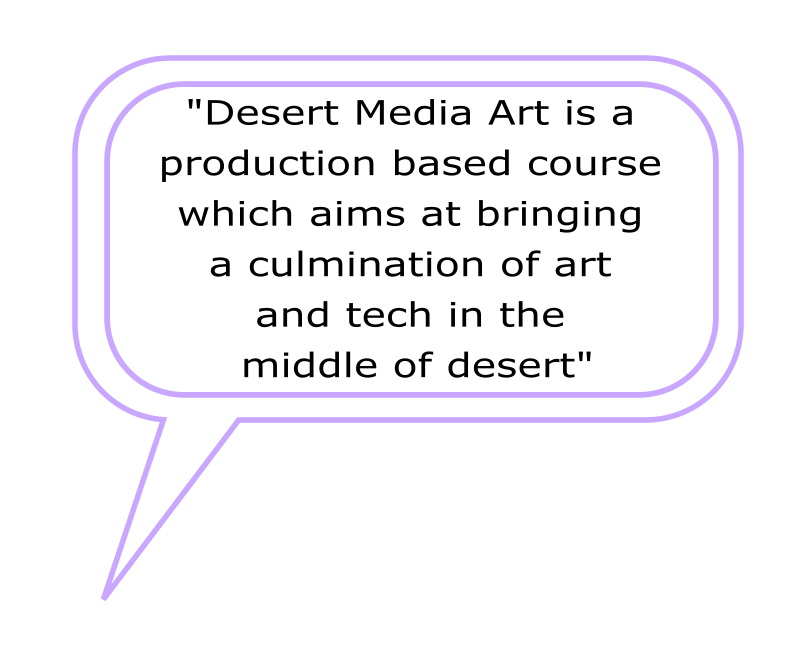 "Desert Media Art is a
production based course
which aims at bringing
a culmination of art
and tech in the
middle of desert"